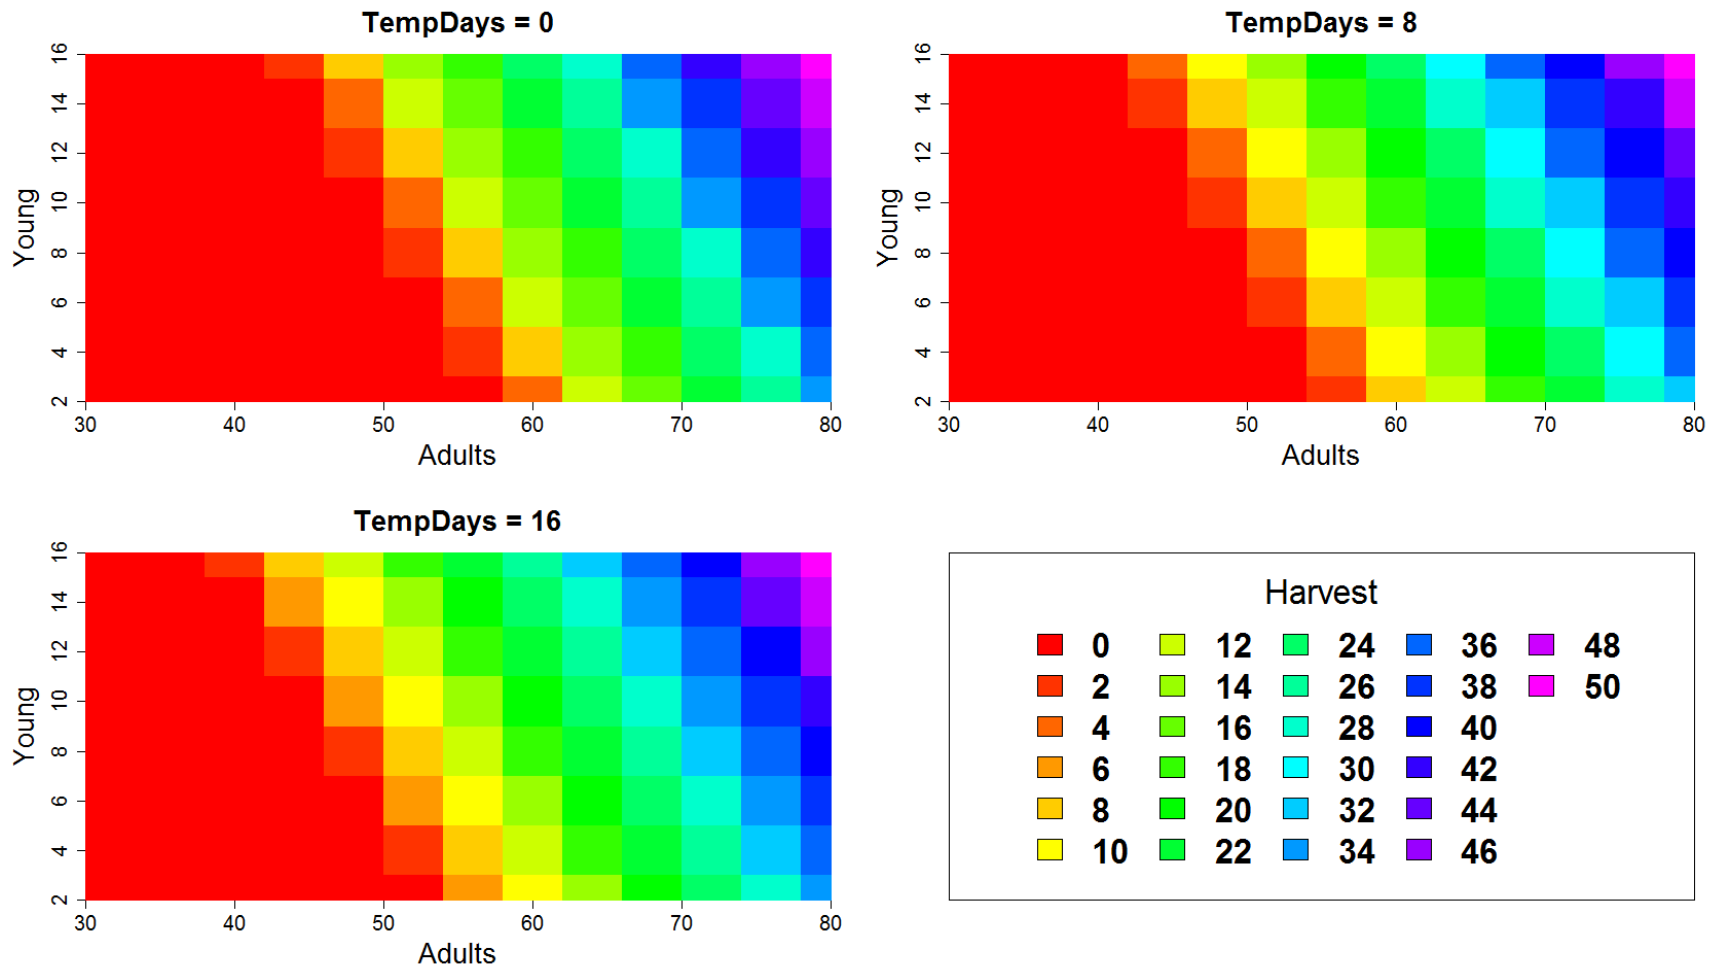 TempDays = 0
16
14
12
10
8
6
4
2
Young
30 40 50 60 70 80
Adults
TempDays = 8
16
14
12
10
8
6
4
2
Young
30 40 50 60 70 80
Adults
TempDays = 16
16
14
12
10
8
6
4
2
Young
30 40 50 60 70 80
Adults
Harvest
0 12 24 36 48
2 14 26 38 50
4 16 28 40
6 18 30 42
8 20 32 44
10 22 34 46